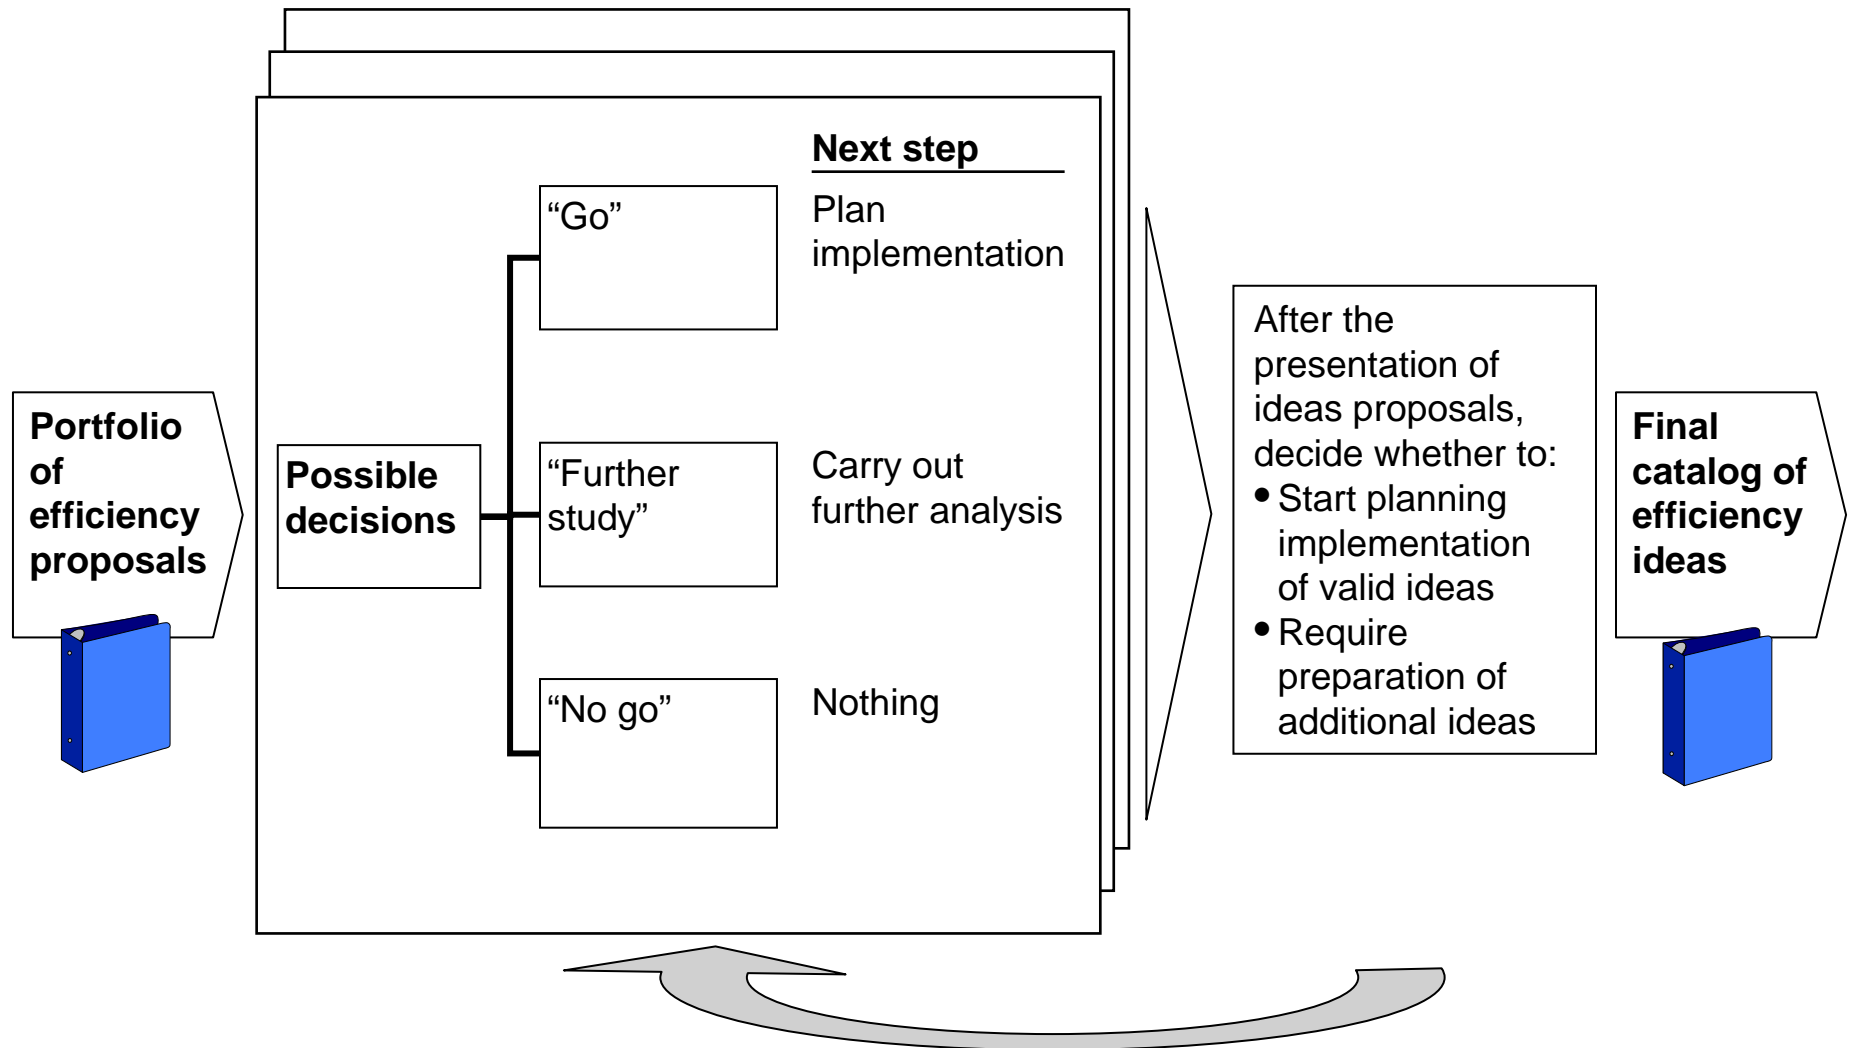 Portfolio
of
efficiency
proposals
Possible
decisions
“Go”
“Further
study”
“No go”
Next step
Plan
implementation
Carry out
further analysis
Nothing
After the
presentation of
ideas proposals,
decide whether to:
• Start planning
implementation
of valid ideas
• Require
preparation of
additional ideas
Final
catalog of
efficiency
ideas